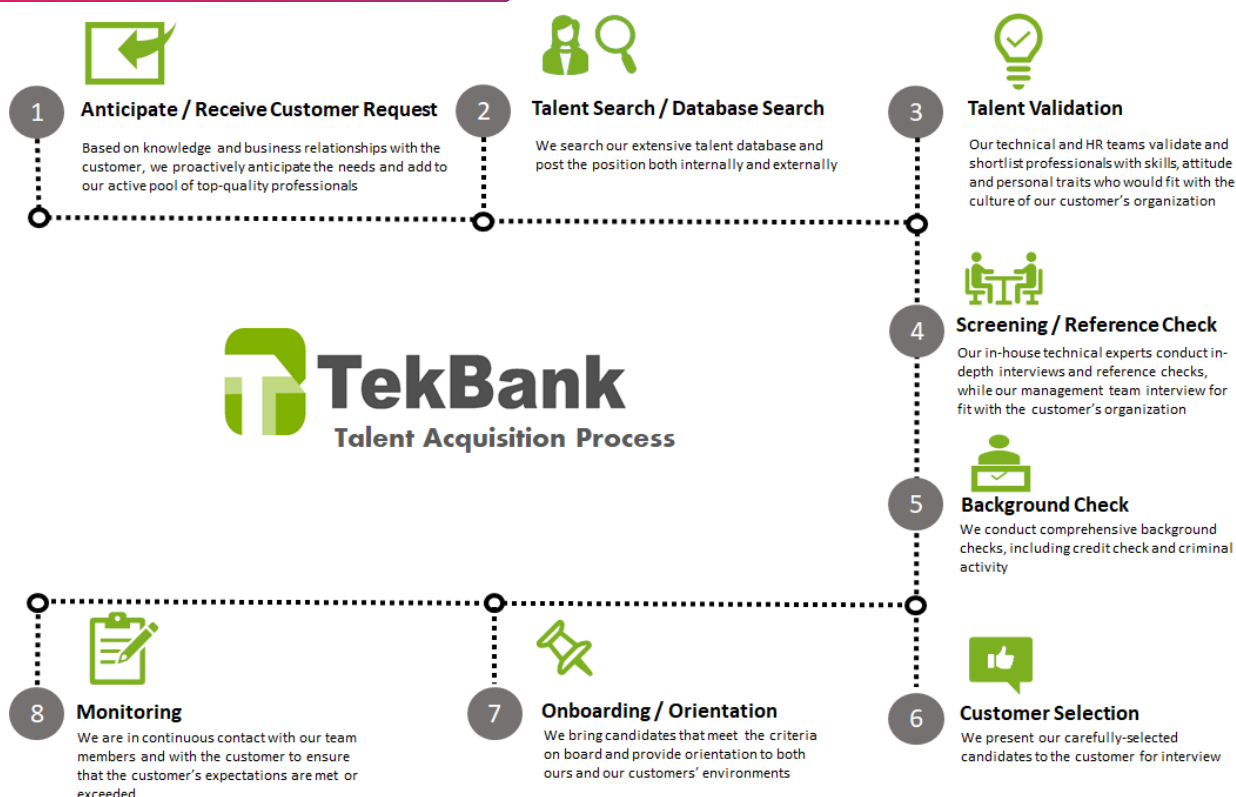 1
Anticipate / Receive Customer Request
Based on knowledge and business relationships with the
customer, we proactively anticipate the needs and add to
our active pool of top-quality professionals
2
Talent Search / Database Search
We search our extensive talent database and
post the position both internally and externally
3
Talent Validation
Our technical and HR teams validate and
shortlist professionals with skills, attitude
and personal traits who would fit with the
culture of our customer's organization
4
Screening / Reference Check
Our in-house technical experts conduct in-
depth interviews and reference checks,
while our management team interview for
fit with the customer's organization
TekBank
Talent Acquisition Process
5
Background Check
We conduct comprehensive background
checks, including credit check and criminal
activity
6
Customer Selection
We present our carefully-selected
candidates to the customer for interview
7
Onboarding / Orientation
We bring candidates that meet the criteria
on board and provide orientation to both
ours and our customers' environments
8
Monitoring
We are in continuous contact with our team
members and with the customer to ensure
that the customer's expectations are met or
exceeded